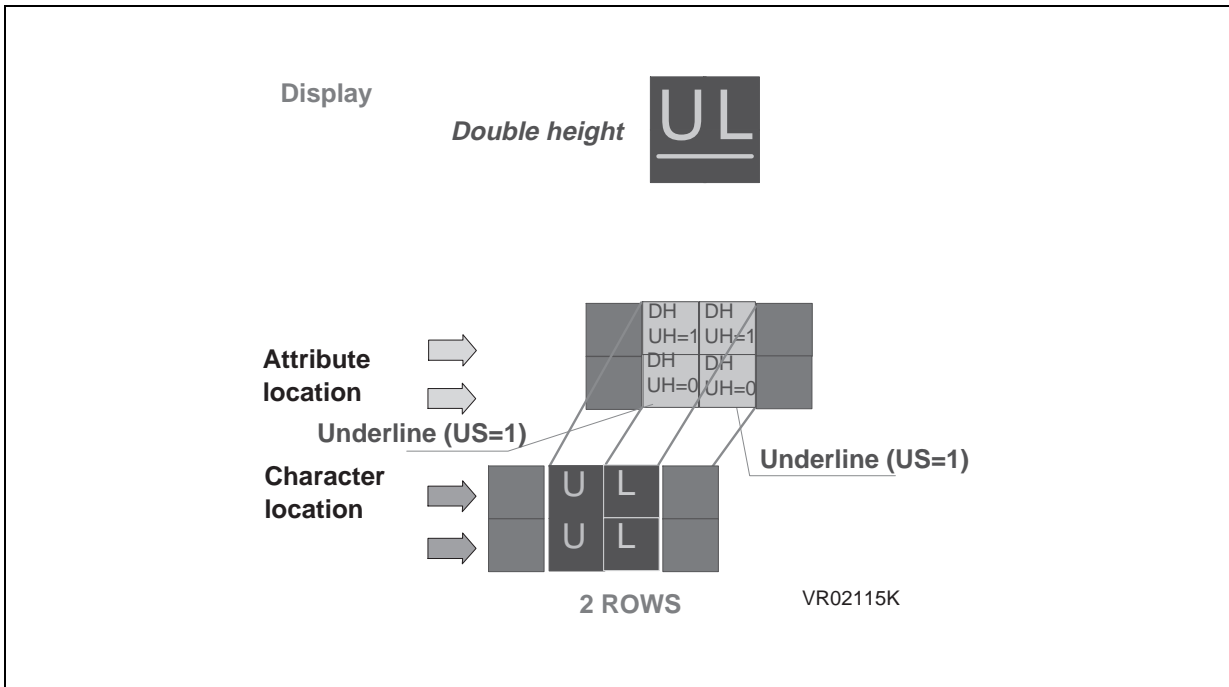 Display
Double height
UL
DH DH
UH=1 UH=1
DH DH
UH=0 UH=0
Attribute
location
Underline (US=1)
Underline (US=1)
Character
location
U L
U L
2 ROWS
VR02115K